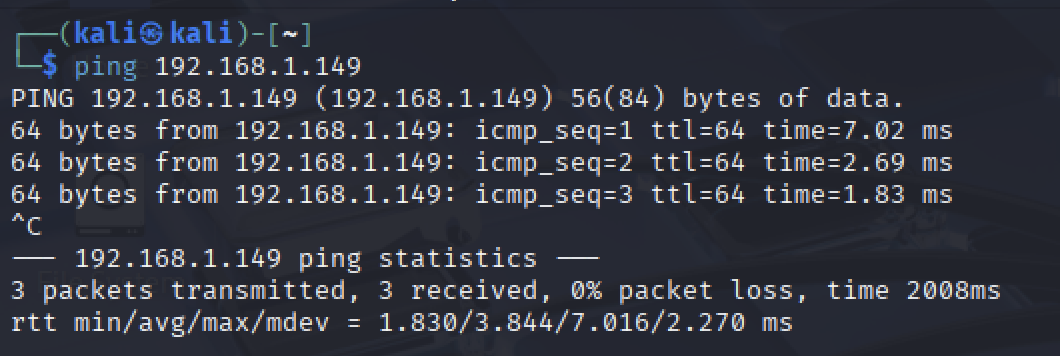 ┌──(kali㉿kali)-[~]
└─$ ping 192.168.1.149
PING 192.168.1.149 (192.168.1.149) 56(84) bytes of data.
64 bytes from 192.168.1.149: icmp_seq=1 ttl=64 time=7.02 ms
64 bytes from 192.168.1.149: icmp_seq=2 ttl=64 time=2.69 ms
64 bytes from 192.168.1.149: icmp_seq=3 ttl=64 time=1.83 ms
^C
--- 192.168.1.149 ping statistics ---
3 packets transmitted, 3 received, 0% packet loss, time 2008ms
rtt min/avg/max/mdev = 1.830/3.844/7.016/2.270 ms